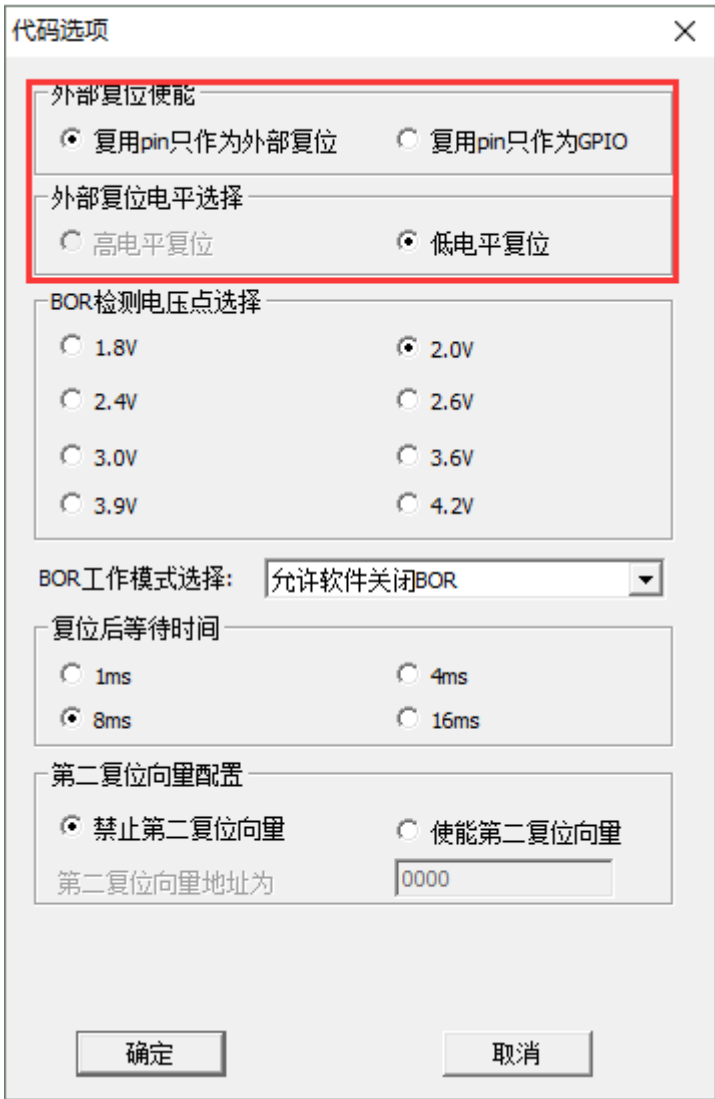 代码选项
外部复位使能
复用pin只作为外部复位 复用pin只作为GPIO
外部复位电平选择
高电平复位 低电平复位
BOR检测电压点选择
1.8V 2.0V
2.4V 2.6V
3.0V 3.6V
3.9V 4.2V
BOR工作模式选择: 允许软件关闭BOR
复位后等待时间
1ms 4ms
8ms 16ms
第二复位向量配置
禁止第二复位向量 使能第二复位向量
第二复位向量地址为 0000
确定 取消